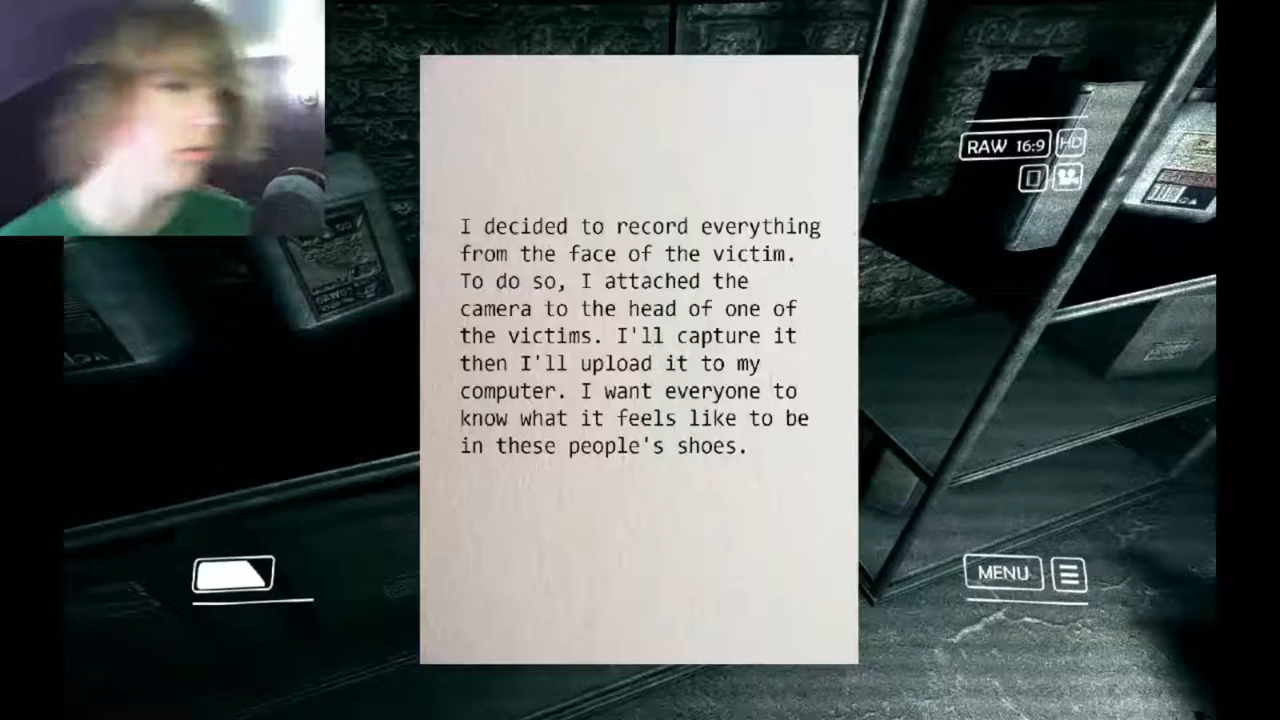 I decided to record everything
from the face of the victim.
To do so, I attached the
camera to the head of one of
the victims. I'll capture it
then I'll upload it to my
computer. I want everyone to
know what it feels like to be
in these people's shoes.
RAW 16:9 HD
MENU